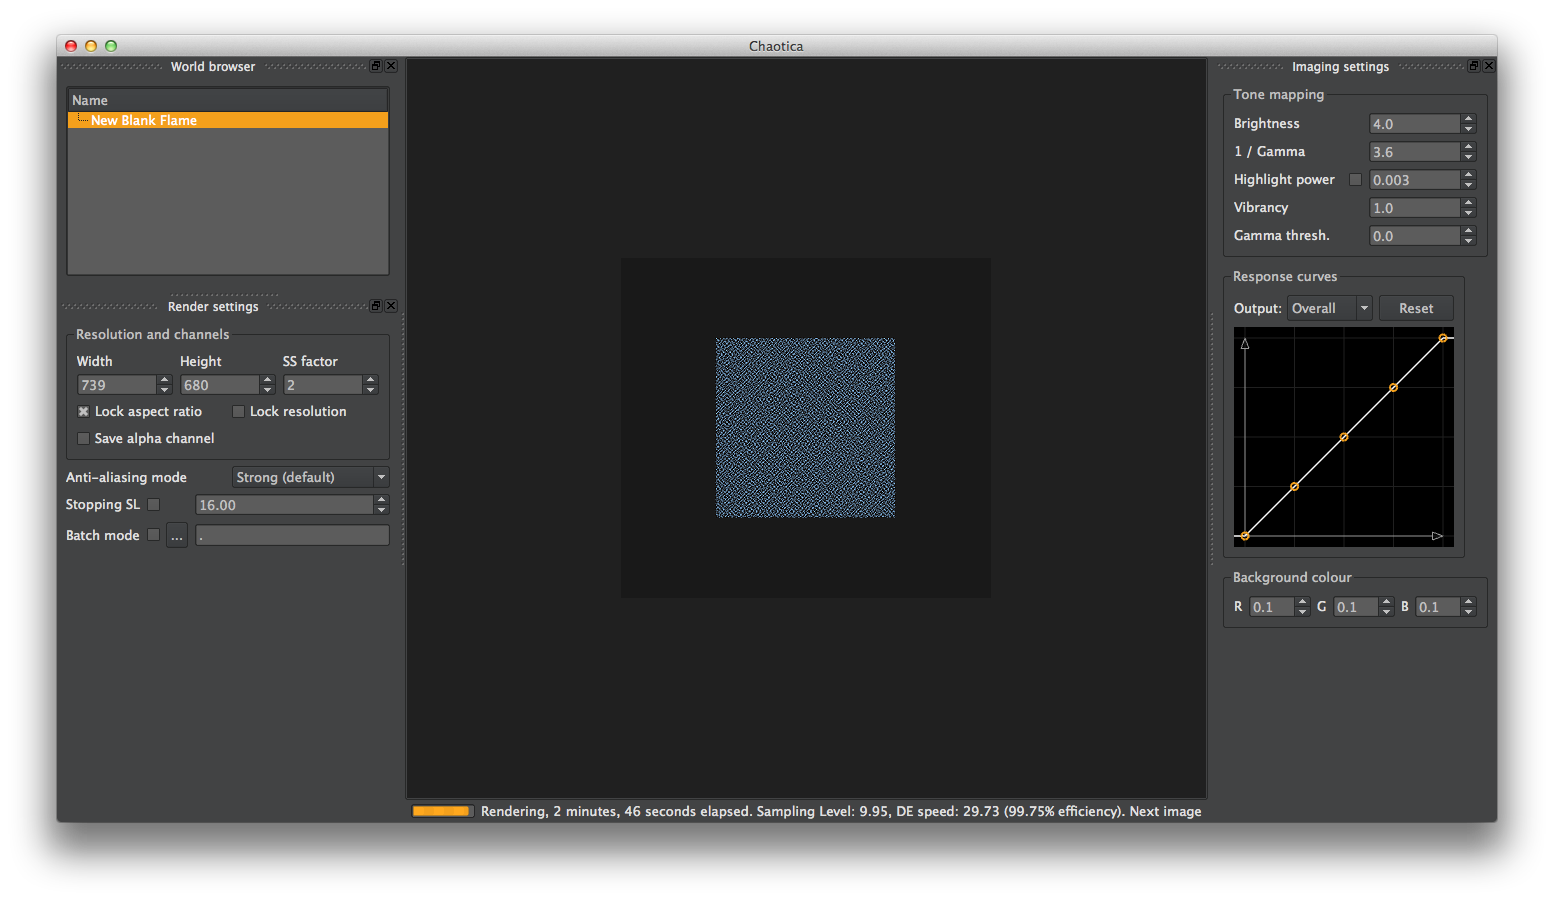 Chaotica
World browser
Name
New Blank Flame
Render settings
Resolution and channels
Width Height SS factor
739 680 2
Lock aspect ratio Lock resolution
Save alpha channel
Anti-aliasing mode Strong (default)
Stopping SL 16.00
Batch mode ... .
Rendering, 2 minutes, 46 seconds elapsed. Sampling Level: 9.95, DE speed: 29.73 (99.75% efficiency). Next image
Imaging settings
Tone mapping
Brightness 4.0
1 / Gamma 3.6
Highlight power 0.003
Vibrancy 1.0
Gamma thresh. 0.0
Response curves
Output: Overall Reset
Background colour
R 0.1 G 0.1 B 0.1